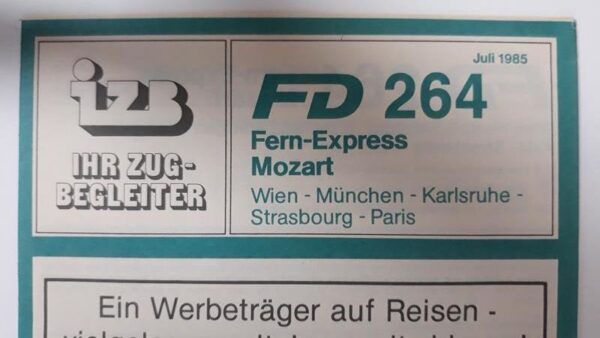 izB
IHR ZUG-
BEGLEITER
Juli 1985
FD 264
Fern-Express
Mozart
Wien - München - Karlsruhe -
Strasbourg - Paris
Ein Werbeträger auf Reisen -